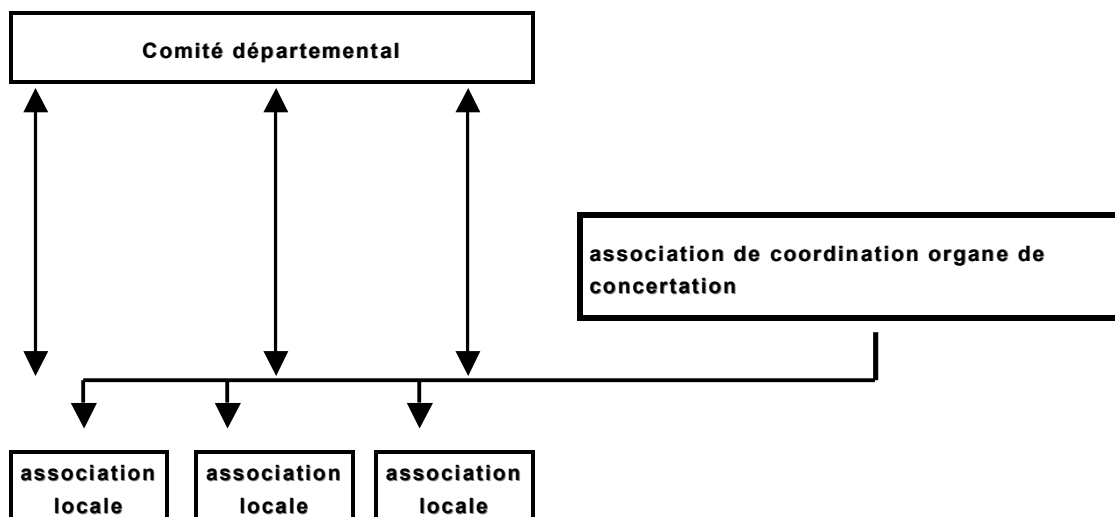 Comité départemental
association de coordination organe de
concertation
association
locale
association
locale
association
locale